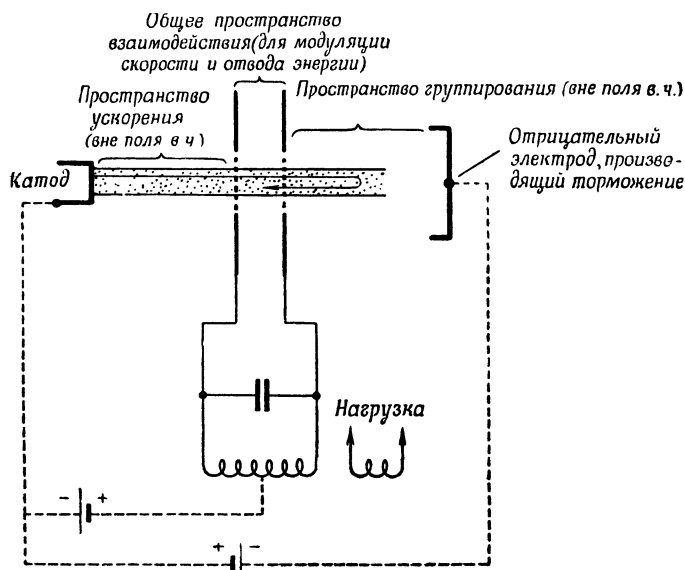 Общее пространство
взаимодействия(для модуляции
скорости и отвода энергии)
Пространство
ускорения
(вне поля в ч)
Пространство группирования (вне поля в.ч.)
Отрицательный
электрод, произво-
дящий торможение
Катод
Нагрузка
- +
+ -